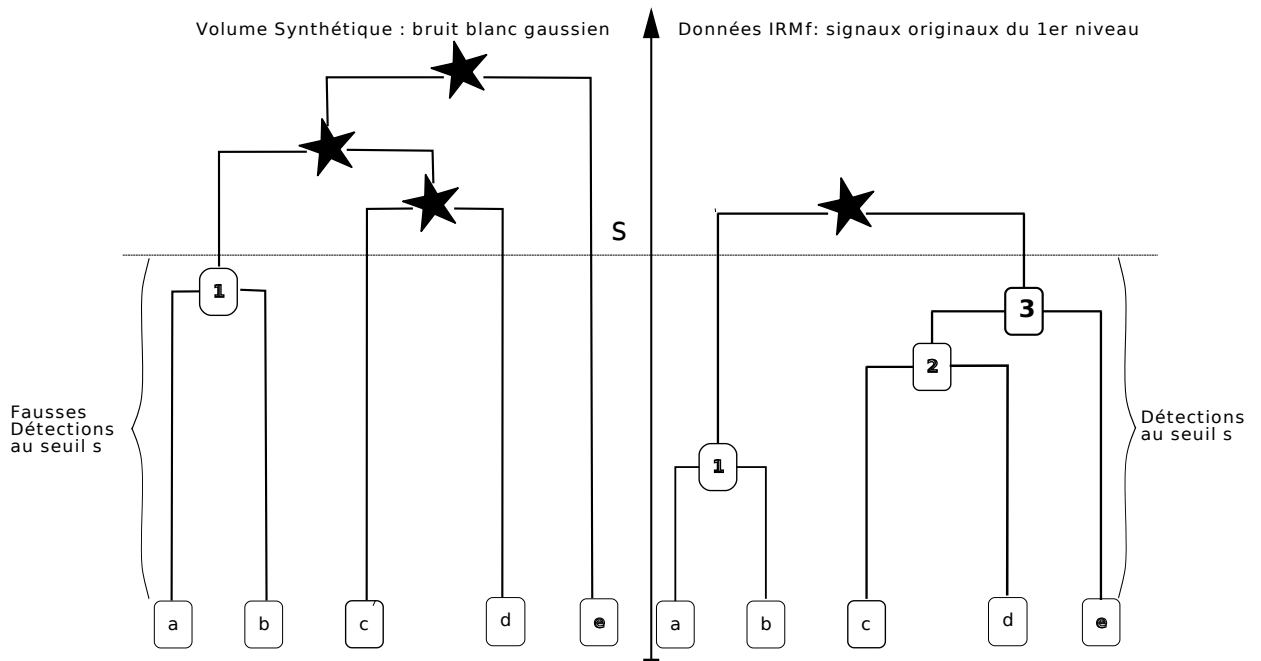 Volume Synthétique : bruit blanc gaussien
Données IRMf: signaux originaux du 1er niveau
S
1
3
2
Fausses
Détections
au seuil s
Détections
au seuil s
1
a
b
c
d
e
a
b
c
d
e